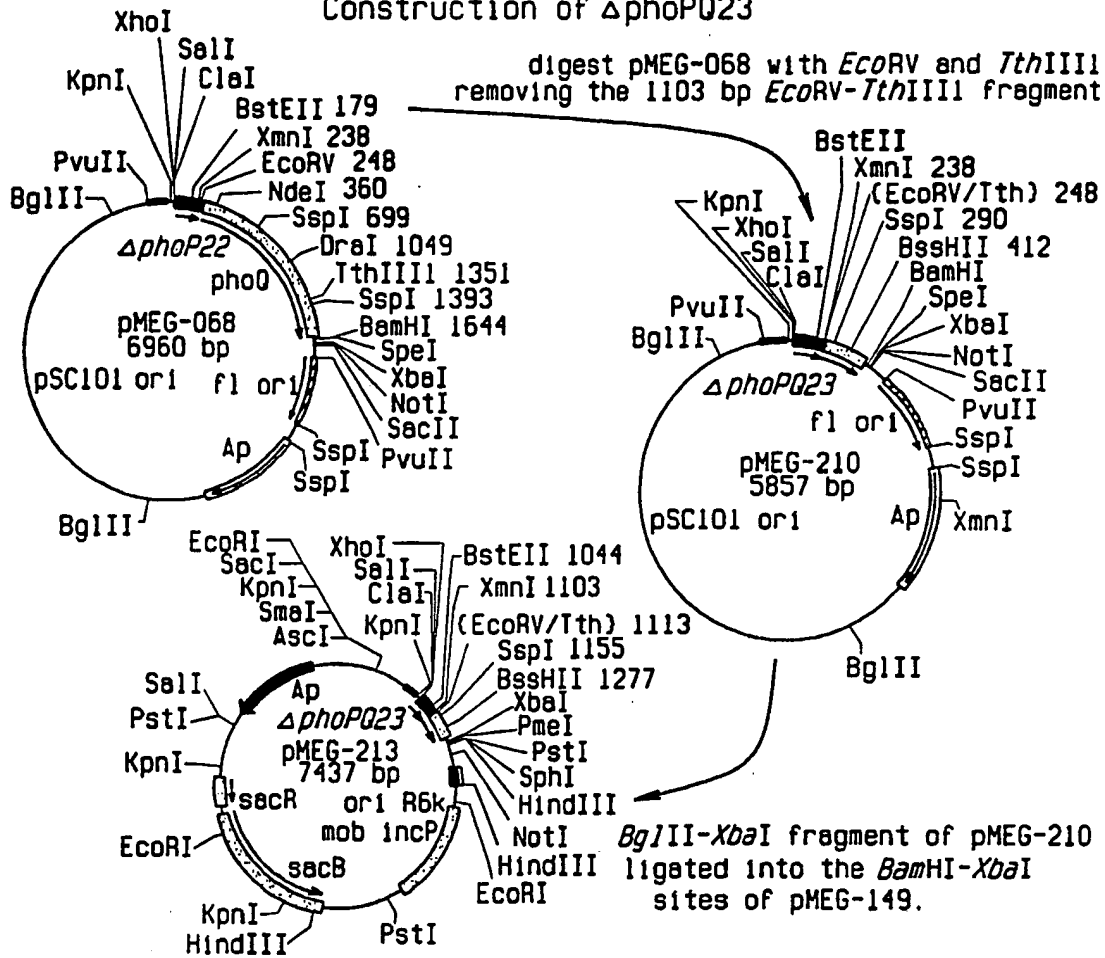 Construction of ΔphoPQ23
digest pMEG-068 with EcoRV and TthIII1
removing the 1103 bp EcoRV-TthIII1 fragment
XhoI
SalI
KpnI
ClaI
BstEII 179
XmnI 238
EcoRV 248
NdeI 360
SspI 699
DraI 1049
TthIII1 1351
SspI 1393
BamHI 1644
SpeI
XbaI
NotI
SacII
PvuII
SspI
SspI
PvuII
BglII
BglII
ΔphoP22
phoQ
pMEG-068
6960 bp
pSC101 ori
f1 ori
Ap
BstEII
XmnI 238
(EcoRV/Tth) 248
SspI 290
BssHII 412
BamHI
SpeI
XbaI
NotI
SacII
PvuII
SspI
SspI
XmnI
BglII
KpnI
XhoI
SalI
ClaI
PvuII
BglII
ΔphoPQ23
f1 ori
pMEG-210
5857 bp
pSC101 ori
Ap
EcoRI
SacI
KpnI
SmaI
AscI
XhoI
SalI
ClaI
KpnI
BstEII 1044
XmnI 1103
(EcoRV/Tth) 1113
SspI 1155
BssHII 1277
XbaI
PmeI
PstI
SphI
HindIII
NotI
HindIII
EcoRI
PstI
SalI
PstI
KpnI
EcoRI
KpnI
HindIII
Ap
ΔphoPQ23
pMEG-213
7437 bp
sacR
ori R6k
mob incP
sacB
BglII-XbaI fragment of pMEG-210
ligated into the BamHI-XbaI
sites of pMEG-149.